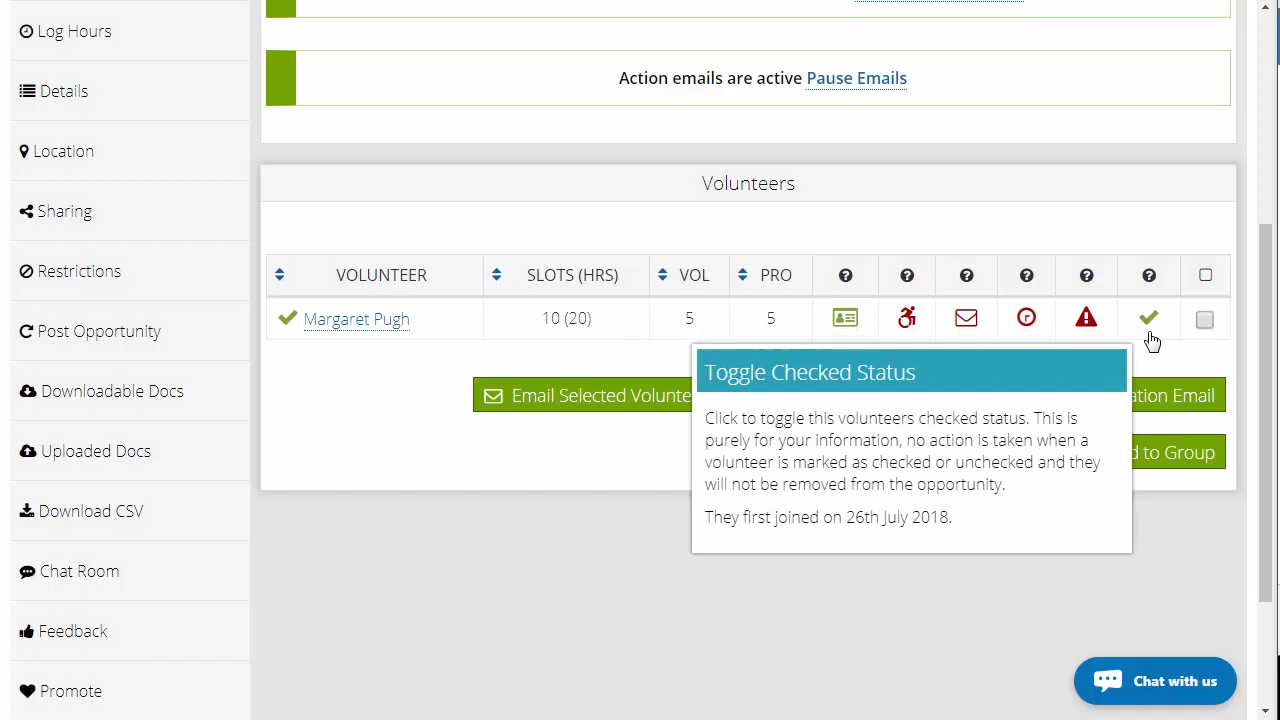 Log Hours
Details
Location
Sharing
Restrictions
Post Opportunity
Downloadable Docs
Uploaded Docs
Download CSV
Chat Room
Feedback
Promote
Action emails are active Pause Emails
Volunteers
VOLUNTEER SLOTS (HRS) VOL PRO
Margaret Pugh 10 (20) 5 5
Email Selected Volunte
ation Email
d to Group
Toggle Checked Status
Click to toggle this volunteers checked status. This is
purely for your information, no action is taken when a
volunteer is marked as checked or unchecked and they
will not be removed from the opportunity.
They first joined on 26th July 2018.
Chat with us